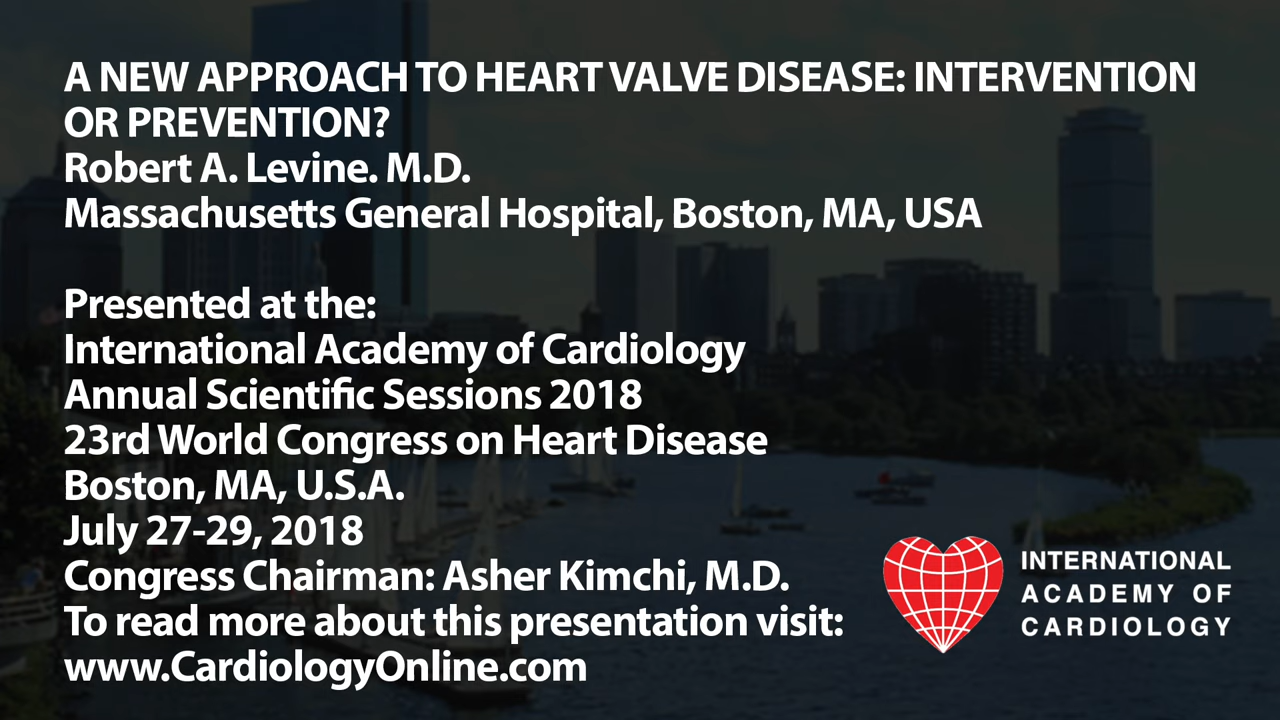 A NEW APPROACH TO HEART VALVE DISEASE: INTERVENTION
OR PREVENTION?
Robert A. Levine. M.D.
Massachusetts General Hospital, Boston, MA, USA
Presented at the:
International Academy of Cardiology
Annual Scientific Sessions 2018
23rd World Congress on Heart Disease
Boston, MA, U.S.A.
July 27-29, 2018
Congress Chairman: Asher Kimchi, M.D.
To read more about this presentation visit:
www.CardiologyOnline.com
INTERNATIONAL
ACADEMY OF
CARDIOLOGY